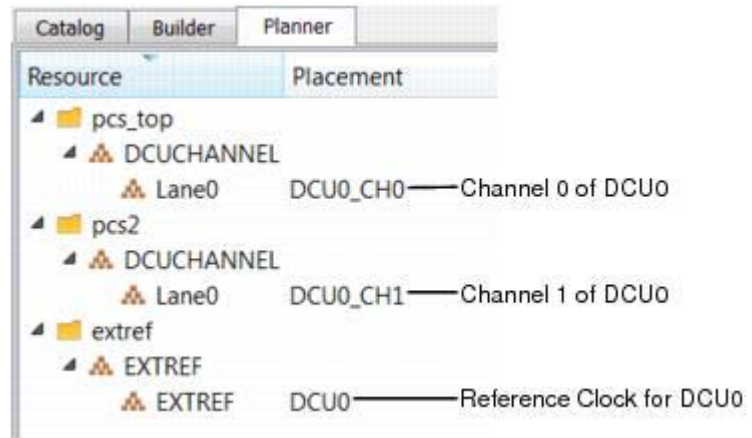 Catalog Builder Planner
Resource Placement
pcs_top
DCUCHANNEL
Lane0 DCU0_CH0 Channel 0 of DCU0
pcs2
DCUCHANNEL
Lane0 DCU0_CH1 Channel 1 of DCU0
extref
EXTREF
EXTREF DCU0 Reference Clock for DCU0